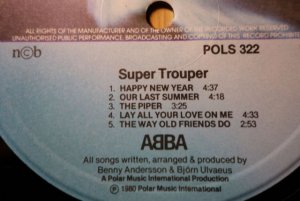 ALL RIGHTS OF THE MANUFACTURER AND OF THE OWNER OF THE RECORDED WORK RESERVED
UNAUTHORISED PUBLIC PERFORMANCE, BROADCASTING AND COPYING OF THIS RECORD PROHIBITED
n©b
POLS 322
Super Trouper
1. HAPPY NEW YEAR 4:37
2. OUR LAST SUMMER 4:18
3. THE PIPER 3:25
4. LAY ALL YOUR LOVE ON ME 4:33
5. THE WAY OLD FRIENDS DO 2:53
ABBA
All songs written, arranged & produced by
Benny Andersson & Björn Ulvaeus
A Polar Music International Production
℗ 1980 Polar Music International